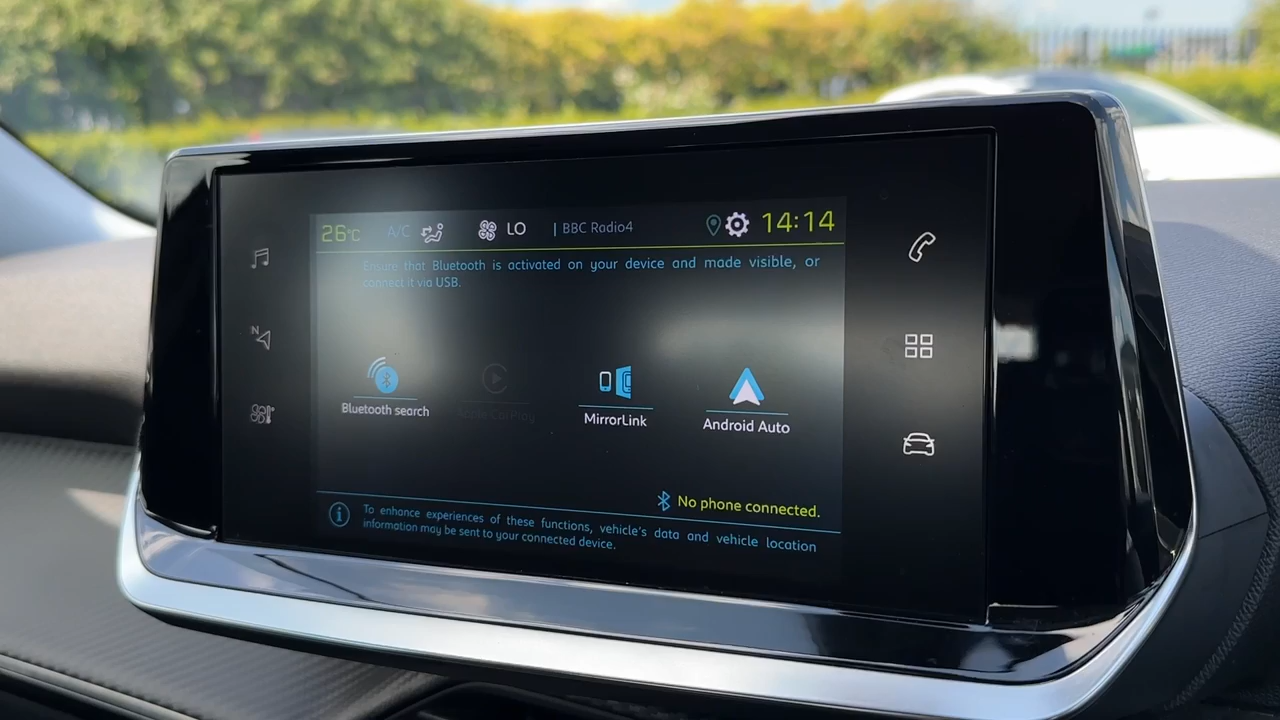 26°C A/C LO | BBC Radio4 14:14
Ensure that Bluetooth is activated on your device and made visible, or
connect it via USB.
N
Bluetooth search
Apple CarPlay
MirrorLink
Android Auto
No phone connected.
To enhance experiences of these functions, vehicle's data and vehicle location
information may be sent to your connected device.